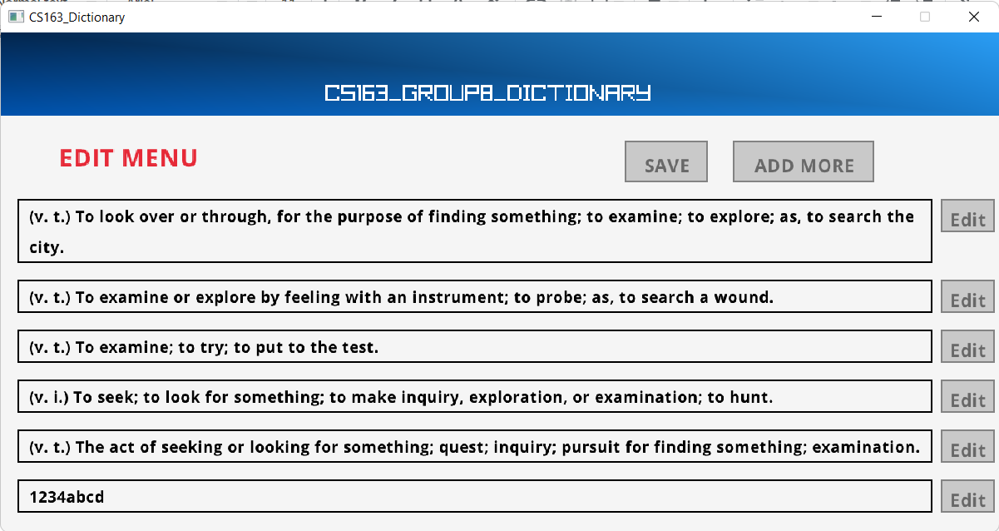 CS163_Dictionary
CS163_GROUP8_DICTIONARY
EDIT MENU
SAVE
ADD MORE
(v. t.) To look over or through, for the purpose of finding something; to examine; to explore; as, to search the
city.
Edit
(v. t.) To examine or explore by feeling with an instrument; to probe; as, to search a wound.
Edit
(v. t.) To examine; to try; to put to the test.
Edit
(v. i.) To seek; to look for something; to make inquiry, exploration, or examination; to hunt.
Edit
(v. t.) The act of seeking or looking for something; quest; inquiry; pursuit for finding something; examination.
Edit
1234abcd
Edit